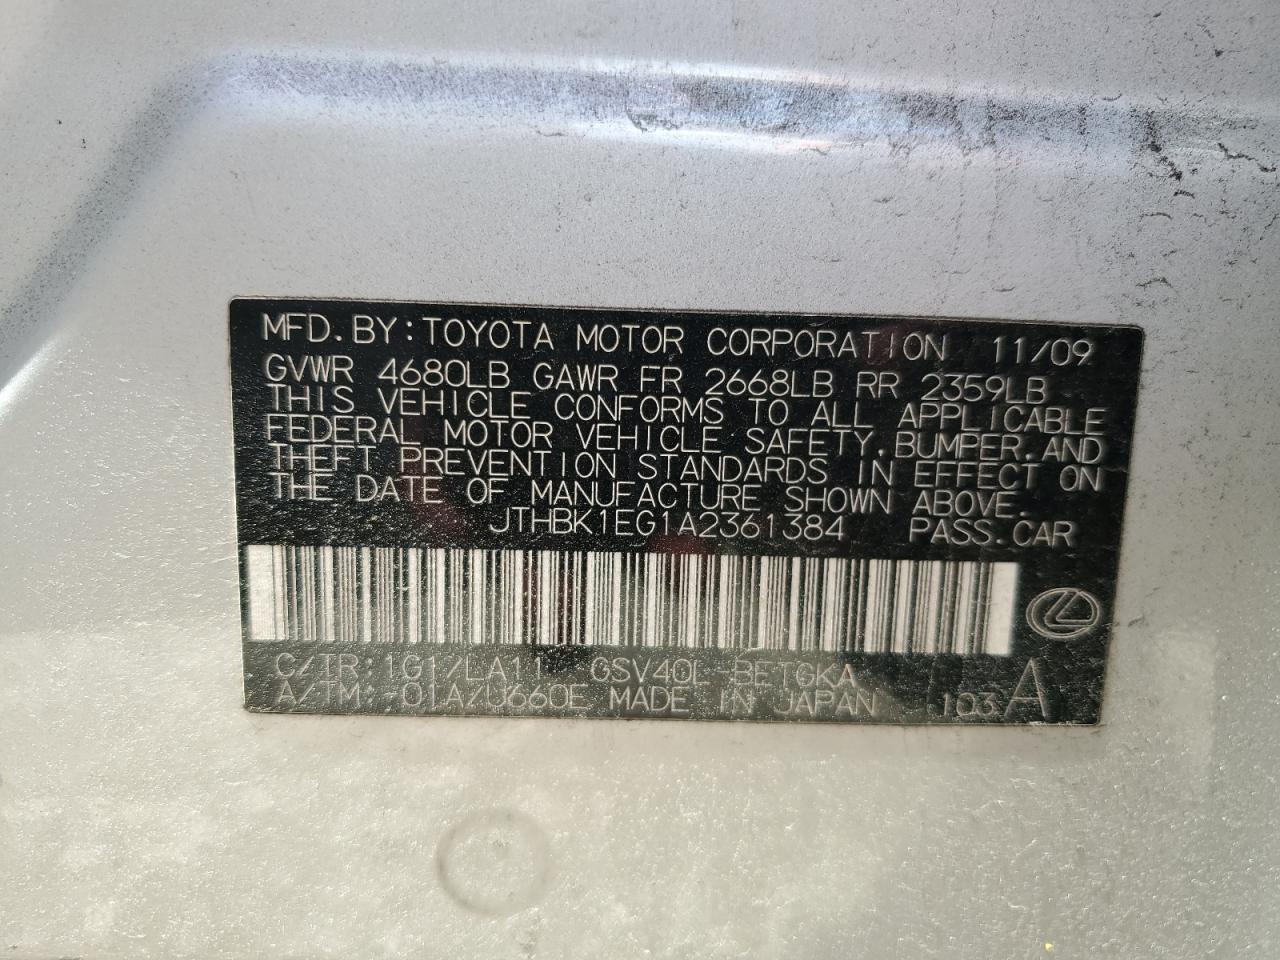 MFD.BY:TOYOTA MOTOR CORPORATION 11/09
GVWR 4680LB GAWR FR 2668LB RR 2359LB
THIS VEHICLE CONFORMS TO ALL APPLICABLE
FEDERAL MOTOR VEHICLE SAFETY,BUMPER,AND
THEFT PREVENTION STANDARDS IN EFFECT ON
THE DATE OF MANUFACTURE SHOWN ABOVE.
JTHBK1EG1A2361384 PASS.CAR
C/TR:1G1/LA11 GSV40L-BETGKA
A/TM:-01A/U660E MADE IN JAPAN 103 A